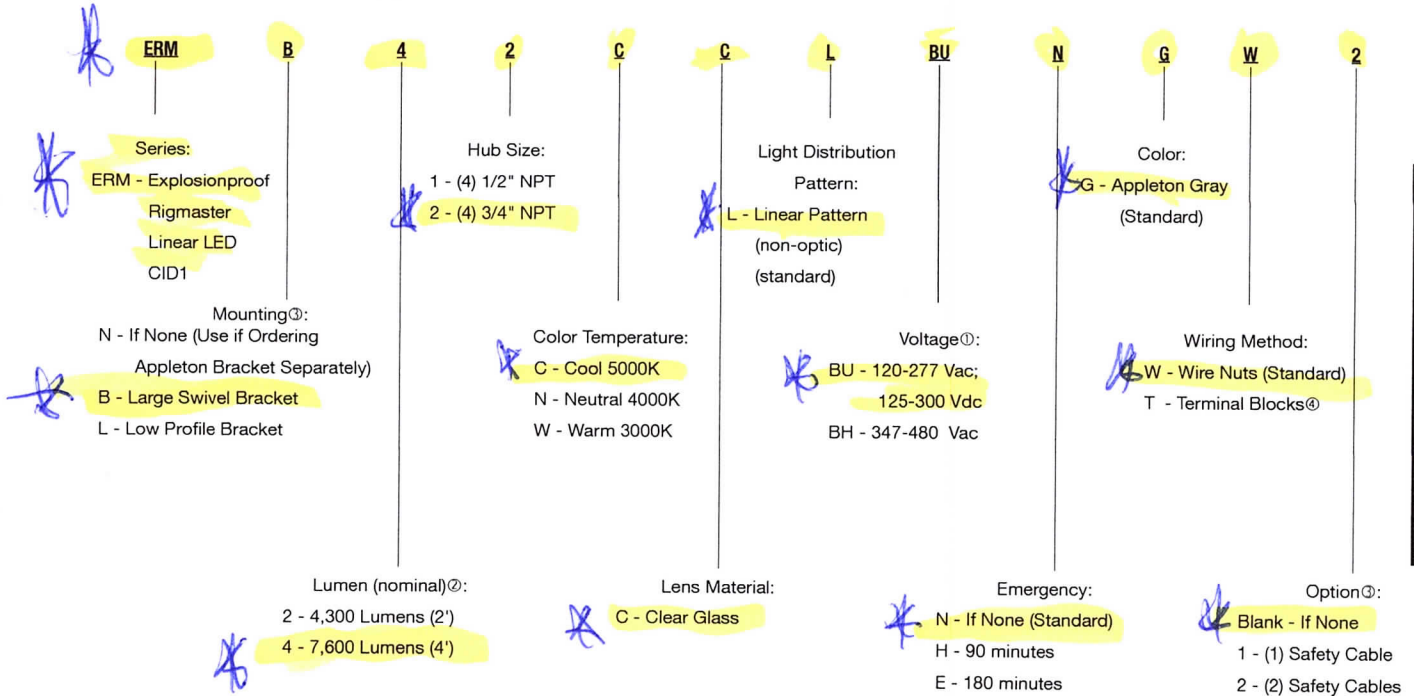 ERM B 4 2 C C L BU N G W 2
Series:
ERM - Explosionproof
Rigmaster
Linear LED
CID1
Hub Size:
1 - (4) 1/2" NPT
2 - (4) 3/4" NPT
Light Distribution
Pattern:
L - Linear Pattern
(non-optic)
(standard)
Color:
G - Appleton Gray
(Standard)
Mounting③:
N - If None (Use if Ordering
Appleton Bracket Separately)
B - Large Swivel Bracket
L - Low Profile Bracket
Color Temperature:
C - Cool 5000K
N - Neutral 4000K
W - Warm 3000K
Voltage①:
BU - 120-277 Vac;
125-300 Vdc
BH - 347-480 Vac
Wiring Method:
W - Wire Nuts (Standard)
T - Terminal Blocks④
Lumen (nominal)②:
2 - 4,300 Lumens (2')
4 - 7,600 Lumens (4')
Lens Material:
C - Clear Glass
Emergency:
N - If None (Standard)
H - 90 minutes
E - 180 minutes
Option③:
Blank - If None
1 - (1) Safety Cable
2 - (2) Safety Cables